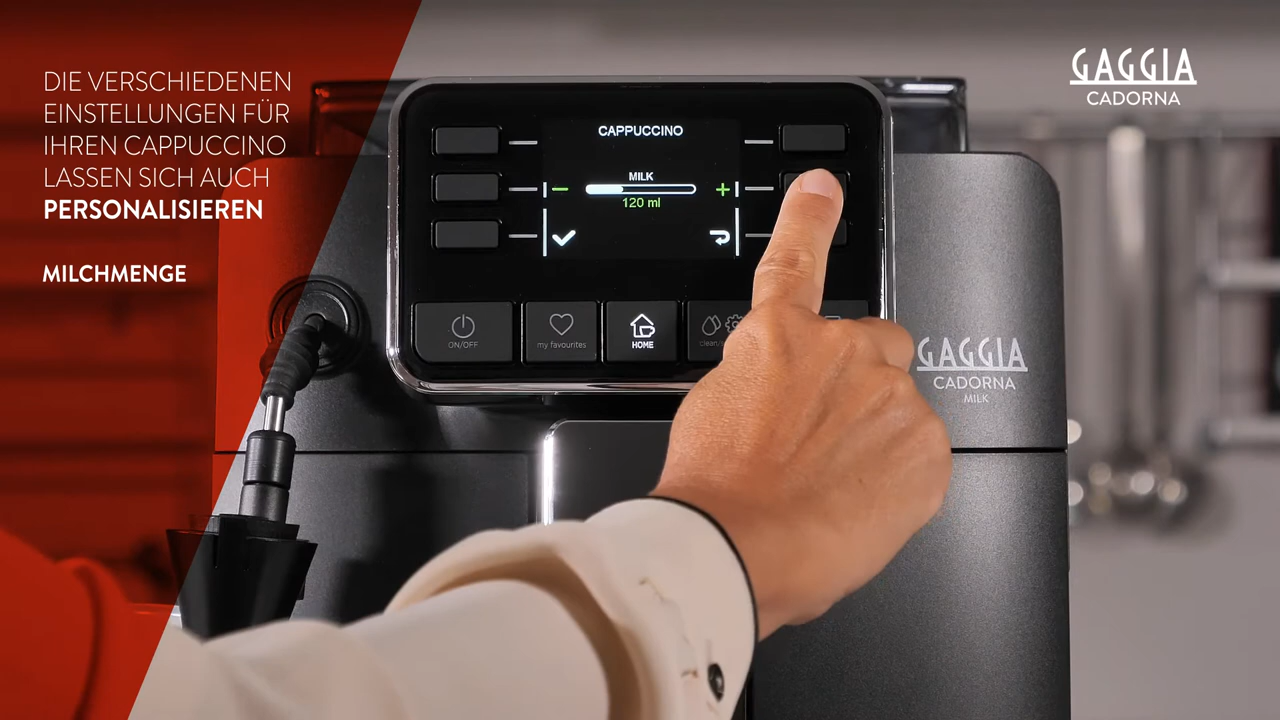 DIE VERSCHIEDENEN
EINSTELLUNGEN FÜR
IHREN CAPPUCCINO
LASSEN SICH AUCH
PERSONALISIEREN
MILCHMENGE
GAGGIA
CADORNA
CAPPUCCINO
MILK
− +
120 ml
ON/OFF
my favourites
HOME
GAGGIA
CADORNA
MILK